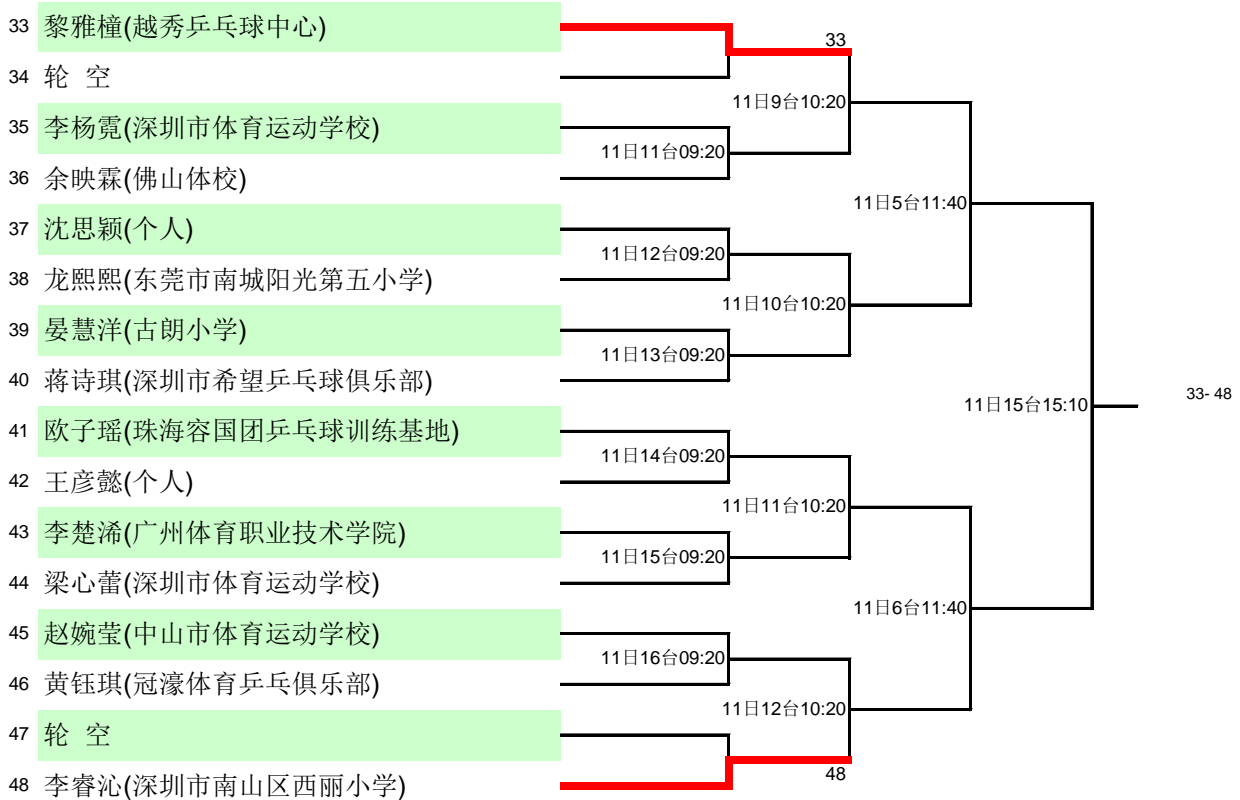 33 黎雅橦(越秀乒乓球中心)
33
34 轮 空
11日9台10:20
35 李杨霓(深圳市体育运动学校)
11日11台09:20
36 余映霖(佛山体校)
11日5台11:40
37 沈思颖(个人)
11日12台09:20
38 龙熙熙(东莞市南城阳光第五小学)
11日10台10:20
39 晏慧洋(古朗小学)
11日13台09:20
40 蒋诗琪(深圳市希望乒乓球俱乐部)
11日15台15:10
33- 48
41 欧子瑶(珠海容国团乒乓球训练基地)
11日14台09:20
42 王彦懿(个人)
11日11台10:20
43 李楚浠(广州体育职业技术学院)
11日15台09:20
44 梁心蕾(深圳市体育运动学校)
11日6台11:40
45 赵婉莹(中山市体育运动学校)
11日16台09:20
46 黄钰琪(冠濠体育乒乓俱乐部)
11日12台10:20
47 轮 空
48
48 李睿沁(深圳市南山区西丽小学)